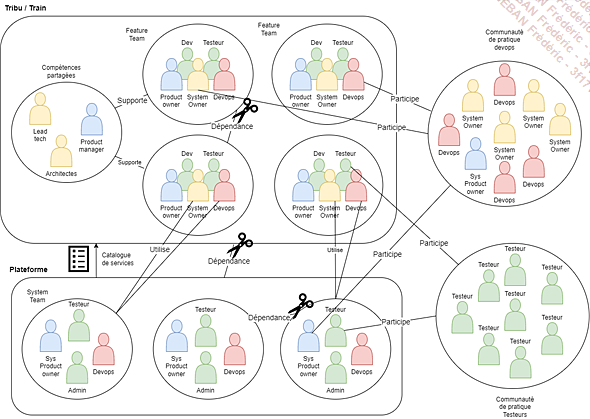 Tribu / Train
Feature
Team
Feature
Team
Communauté
de pratique
devops
Dev
Testeur
Dev
Testeur
Compétences
partagées
Product
owner
System
Owner
Devops
Product
owner
System
Owner
Devops
Supporte
Lead
tech
Product
manager
Architectes
Supporte
Dépendance
Participe
Participe
Devops
System
Owner
System
Owner
Devops
System
Owner
System
Owner
Sys
Product
owner
Devops
Devops
Dev
Testeur
Dev
Testeur
Product
owner
System
Owner
Devops
Product
owner
System
Owner
Devops
Utilise
Utilise
Participe
Participe
Catalogue
de services
Dépendance
Plateforme
System
Team
Testeur
Sys
Product
owner
Devops
Admin
Testeur
Sys
Product
owner
Devops
Admin
Dépendance
Testeur
Sys
Product
owner
Devops
Admin
Participe
Testeur
Testeur
Testeur
Testeur
Testeur
Testeur
Testeur
Testeur
Communauté
de pratique
Testeurs